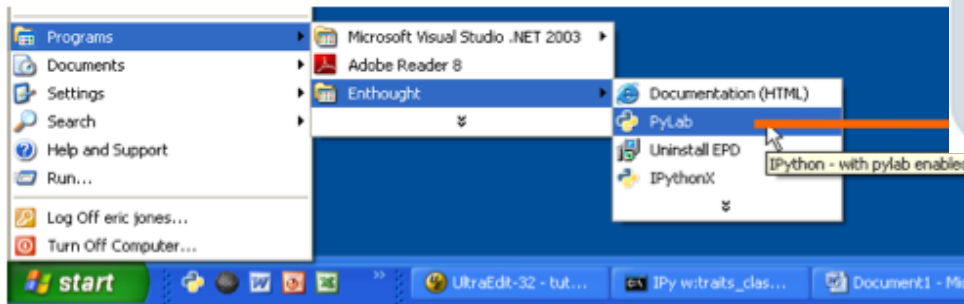 Programs
Documents
Settings
Search
Help and Support
Run...
Log Off eric jones...
Turn Off Computer...
Microsoft Visual Studio .NET 2003
Adobe Reader 8
Enthought
Documentation (HTML)
PyLab
Uninstall EPD
IPythonX
IPython - with pylab enabled
start
UltraEdit-32 - tut...
IPy w:traits_clas...
Document1 - Mi